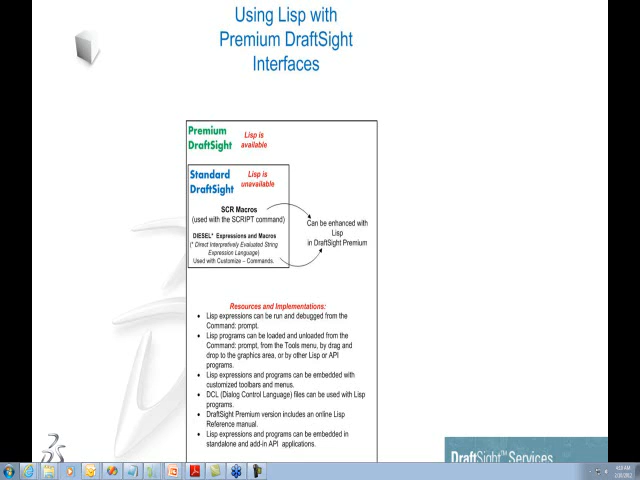 Using Lisp with
Premium DraftSight
Interfaces
Premium
DraftSight
Lisp is
available
Standard
DraftSight
Lisp is
unavailable
SCR Macros
(used with the SCRIPT command)
DIESEL* Expressions and Macros
(* Direct Interpretively Evaluated String
Expression Language)
Used with Customize – Commands.
Can be enhanced with
Lisp
in DraftSight Premium
Resources and Implementations:
• Lisp expressions can be run and debugged from the
Command: prompt.
• Lisp programs can be loaded and unloaded from the
Command: prompt, from the Tools menu, by drag and
drop to the graphics area, or by other Lisp or API
programs.
• Lisp expressions and programs can be embedded with
customized toolbars and menus.
• DCL (Dialog Control Language) files can be used with Lisp
programs.
• DraftSight Premium version includes an online Lisp
Reference manual.
• Lisp expressions and programs can be embedded in
standalone and add-in API applications.
DraftSight™ Services